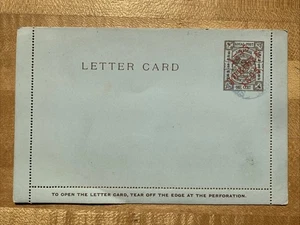 LETTER CARD
TO OPEN THE LETTER CARD, TEAR OFF THE EDGE AT THE PERFORATION.